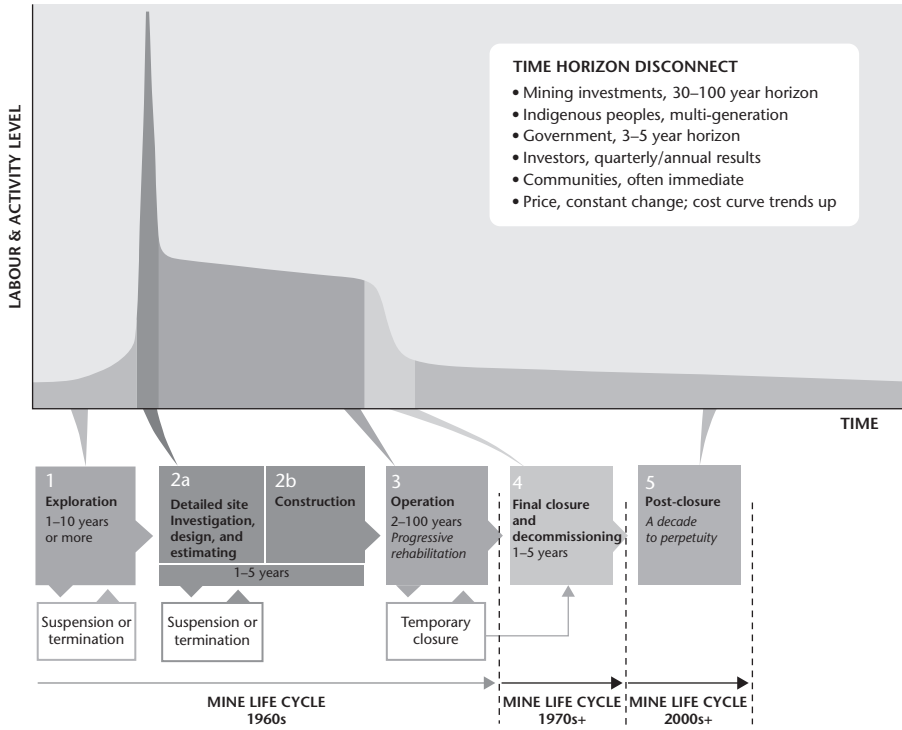 LABOUR & ACTIVITY LEVEL
TIME HORIZON DISCONNECT
• Mining investments, 30–100 year horizon
• Indigenous peoples, multi-generation
• Government, 3–5 year horizon
• Investors, quarterly/annual results
• Communities, often immediate
• Price, constant change; cost curve trends up
TIME
1
Exploration
1–10 years
or more
2a
Detailed site
Investigation,
design, and
estimating
2b
Construction
1–5 years
3
Operation
2–100 years
Progressive
rehabilitation
4
Final closure
and
decommissioning
1–5 years
5
Post-closure
A decade
to perpetuity
Suspension or
termination
Suspension or
termination
Temporary
closure
MINE LIFE CYCLE
1960s
MINE LIFE CYCLE
1970s+
MINE LIFE CYCLE
2000s+